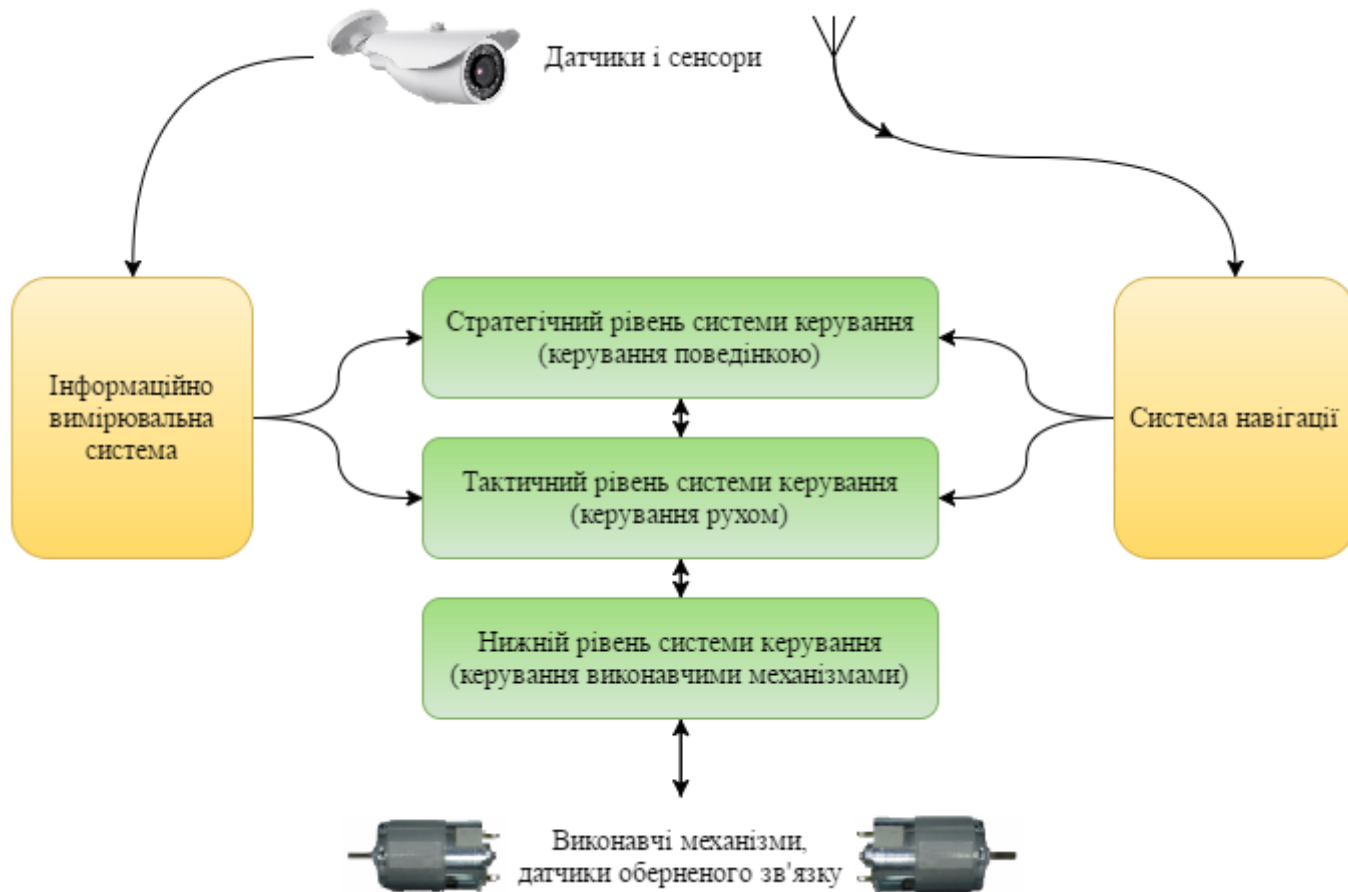 Датчики і сенсори
Стратегічний рівень системи керування
(керування поведінкою)
Інформаційно
вимірювальна
система
Система навігації
Тактичний рівень системи керування
(керування рухом)
Нижній рівень системи керування
(керування виконавчими механізмами)
Виконавчі механізми,
датчики оберненого зв'язку